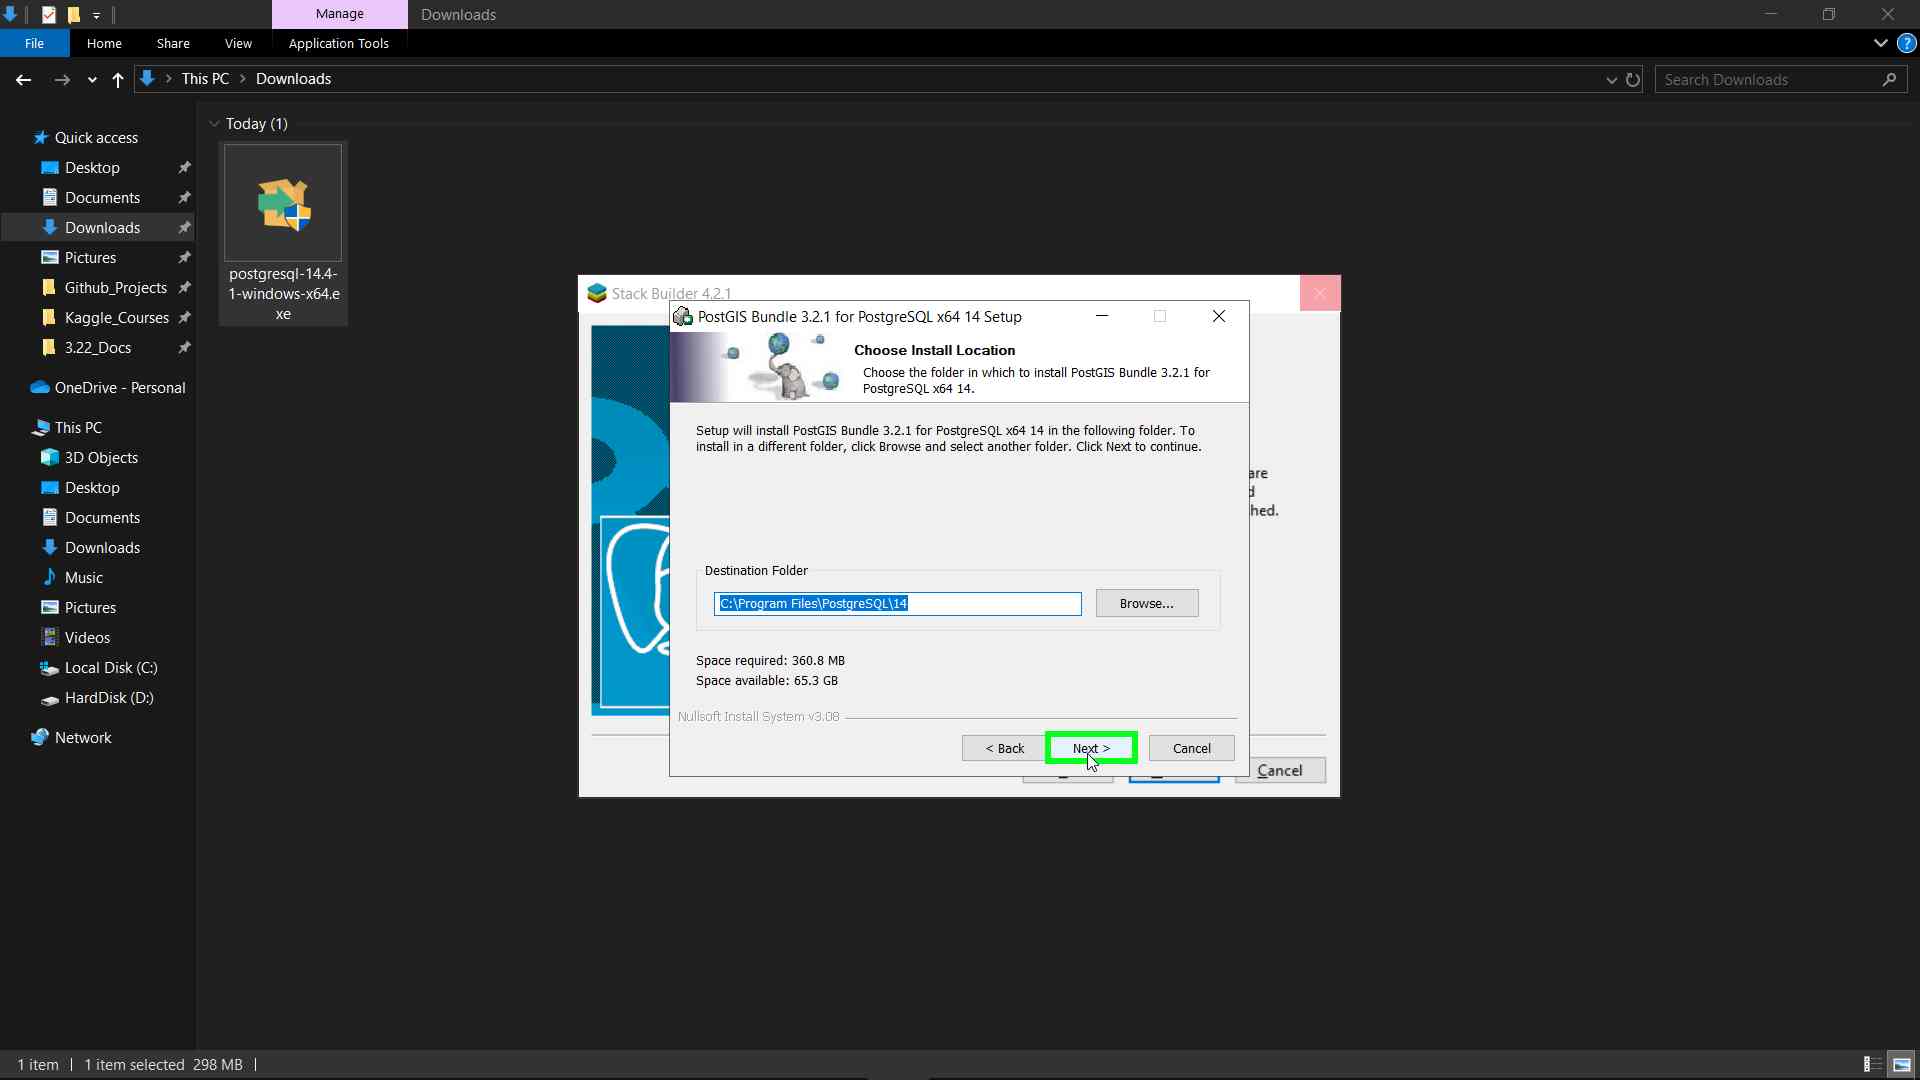 Manage
Downloads
File
Home
Share
View
Application Tools
This PC
Downloads
Search Downloads
Quick access
Desktop
Documents
Downloads
Pictures
Github_Projects
Kaggle_Courses
3.22_Docs
OneDrive - Personal
This PC
3D Objects
Desktop
Documents
Downloads
Music
Pictures
Videos
Local Disk (C:)
HardDisk (D:)
Network
Today (1)
postgresql-14.4-
1-windows-x64.e
xe
Stack Builder 4.2.1
PostGIS Bundle 3.2.1 for PostgreSQL x64 14 Setup
Choose Install Location
Choose the folder in which to install PostGIS Bundle 3.2.1 for
PostgreSQL x64 14.
Setup will install PostGIS Bundle 3.2.1 for PostgreSQL x64 14 in the following folder. To
install in a different folder, click Browse and select another folder. Click Next to continue.
are
hed.
Destination Folder
C:\Program Files\PostgreSQL\14
Browse...
Space required: 360.8 MB
Space available: 65.3 GB
Nullsoft Install System v3.08
< Back
Next >
Cancel
Cancel
1 item
1 item selected 298 MB